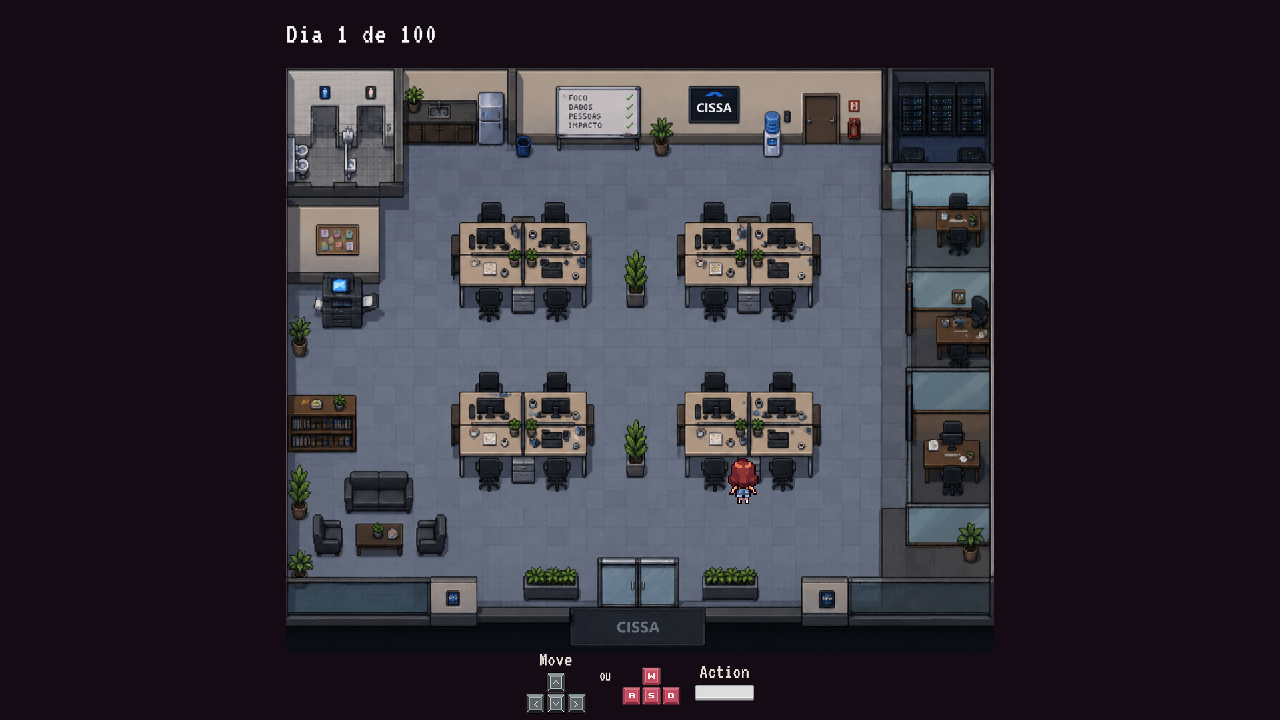 Dia 1 de 100
FOCO
DADOS
PESSOAS
IMPACTO
CISSA
CISSA
Move
OU
W
A S D
Action